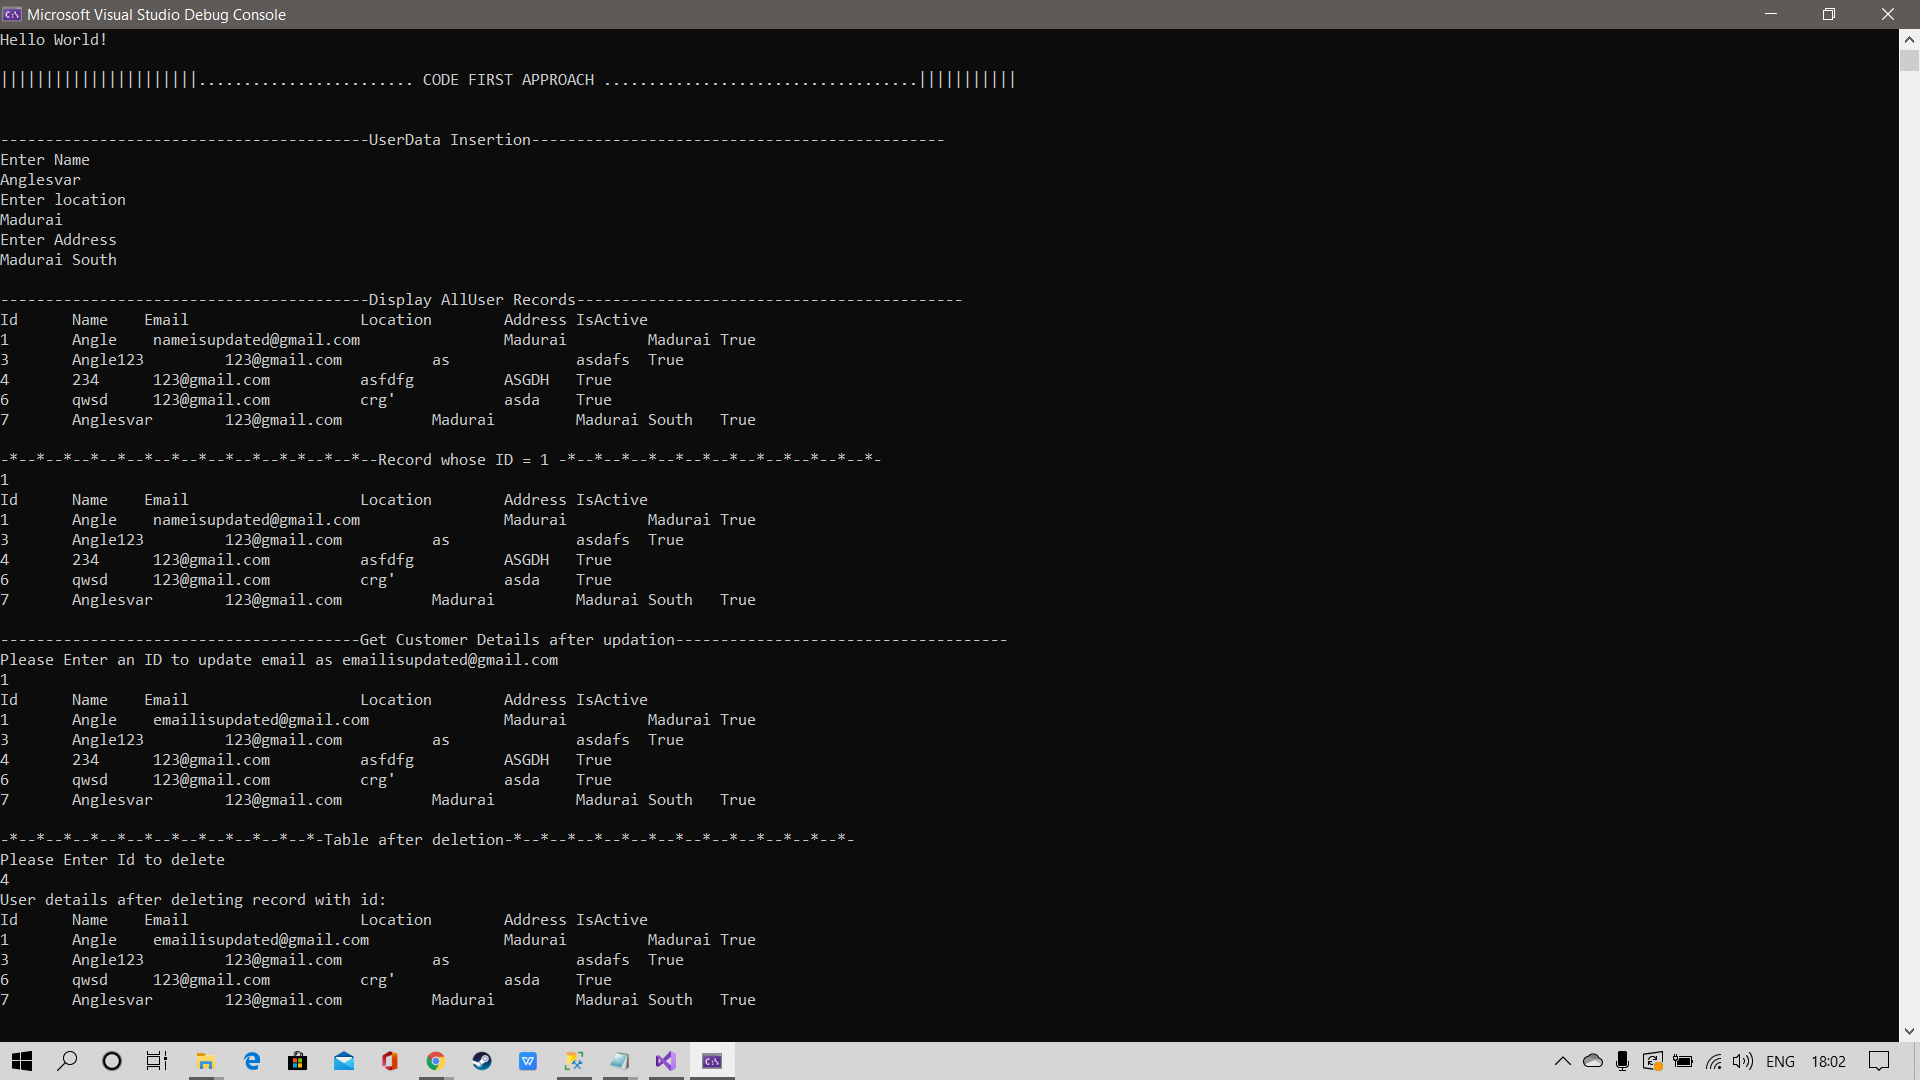 Microsoft Visual Studio Debug Console
Hello World!
||||||||||||||||||||||........................ CODE FIRST APPROACH ...................................|||||||||||
-----------------------------------------UserData Insertion----------------------------------------------
Enter Name
Anglesvar
Enter location
Madurai
Enter Address
Madurai South
-----------------------------------------Display AllUser Records-------------------------------------------
Id Name Email Location Address IsActive
1 Angle nameisupdated@gmail.com Madurai Madurai True
3 Angle123 123@gmail.com as asdafs True
4 234 123@gmail.com asfdfg ASGDH True
6 qwsd 123@gmail.com crg' asda True
7 Anglesvar 123@gmail.com Madurai Madurai South True
-*--*--*--*--*--*--*--*--*--*--*-*--*--*--Record whose ID = 1 -*--*--*--*--*--*--*--*--*--*--*--*-
1
Id Name Email Location Address IsActive
1 Angle nameisupdated@gmail.com Madurai Madurai True
3 Angle123 123@gmail.com as asdafs True
4 234 123@gmail.com asfdfg ASGDH True
6 qwsd 123@gmail.com crg' asda True
7 Anglesvar 123@gmail.com Madurai Madurai South True
----------------------------------------Get Customer Details after updation-------------------------------------
Please Enter an ID to update email as emailisupdated@gmail.com
1
Id Name Email Location Address IsActive
1 Angle emailisupdated@gmail.com Madurai Madurai True
3 Angle123 123@gmail.com as asdafs True
4 234 123@gmail.com asfdfg ASGDH True
6 qwsd 123@gmail.com crg' asda True
7 Anglesvar 123@gmail.com Madurai Madurai South True
-*--*--*--*--*--*--*--*--*--*--*--*-Table after deletion-*--*--*--*--*--*--*--*--*--*--*--*--*-
Please Enter Id to delete
4
User details after deleting record with id:
Id Name Email Location Address IsActive
1 Angle emailisupdated@gmail.com Madurai Madurai True
3 Angle123 123@gmail.com as asdafs True
6 qwsd 123@gmail.com crg' asda True
7 Anglesvar 123@gmail.com Madurai Madurai South True
ENG 18:02